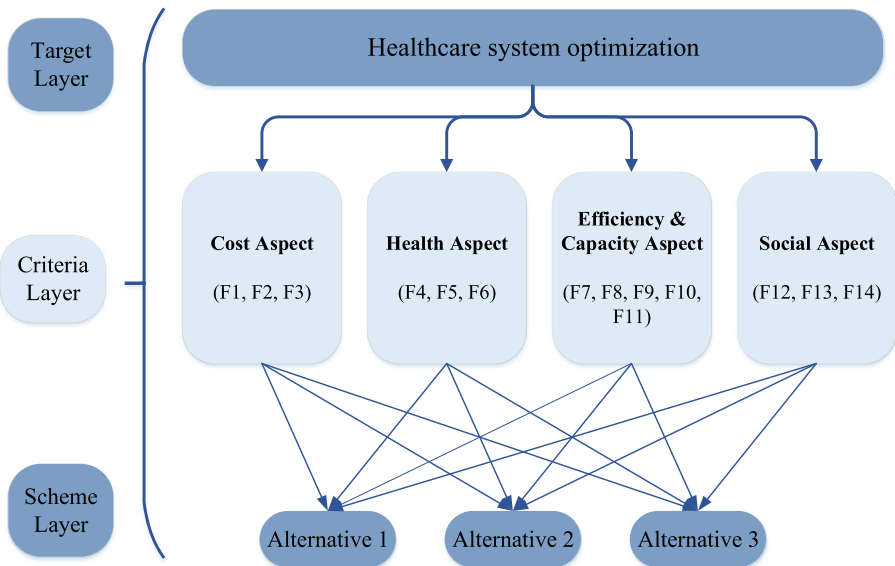 Target
Layer
Healthcare system optimization
Criteria
Layer
Cost Aspect
(F1, F2, F3)
Health Aspect
(F4, F5, F6)
Efficiency &
Capacity Aspect
(F7, F8, F9, F10,
F11)
Social Aspect
(F12, F13, F14)
Scheme
Layer
Alternative 1
Alternative 2
Alternative 3